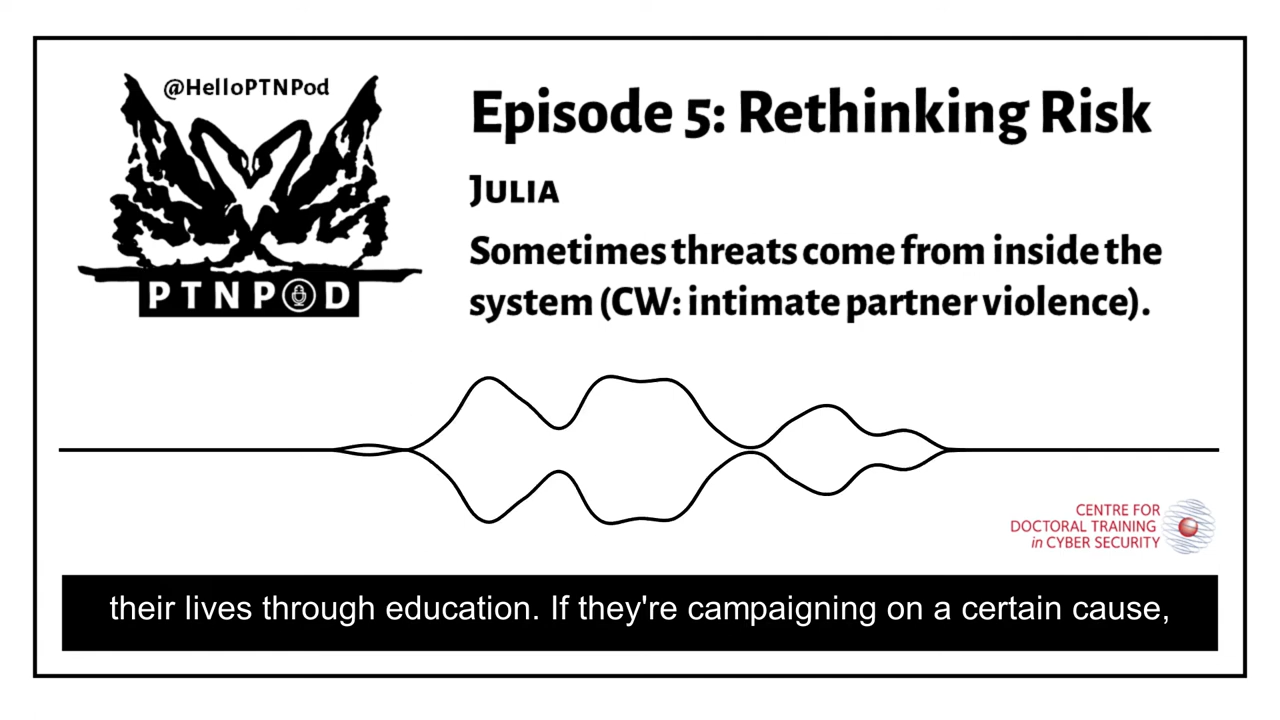 @HelloPTNPod
PTNPOD
Episode 5: Rethinking Risk
Julia
Sometimes threats come from inside the
system (CW: intimate partner violence).
CENTRE FOR
DOCTORAL TRAINING
in CYBER SECURITY
their lives through education. If they're campaigning on a certain cause,